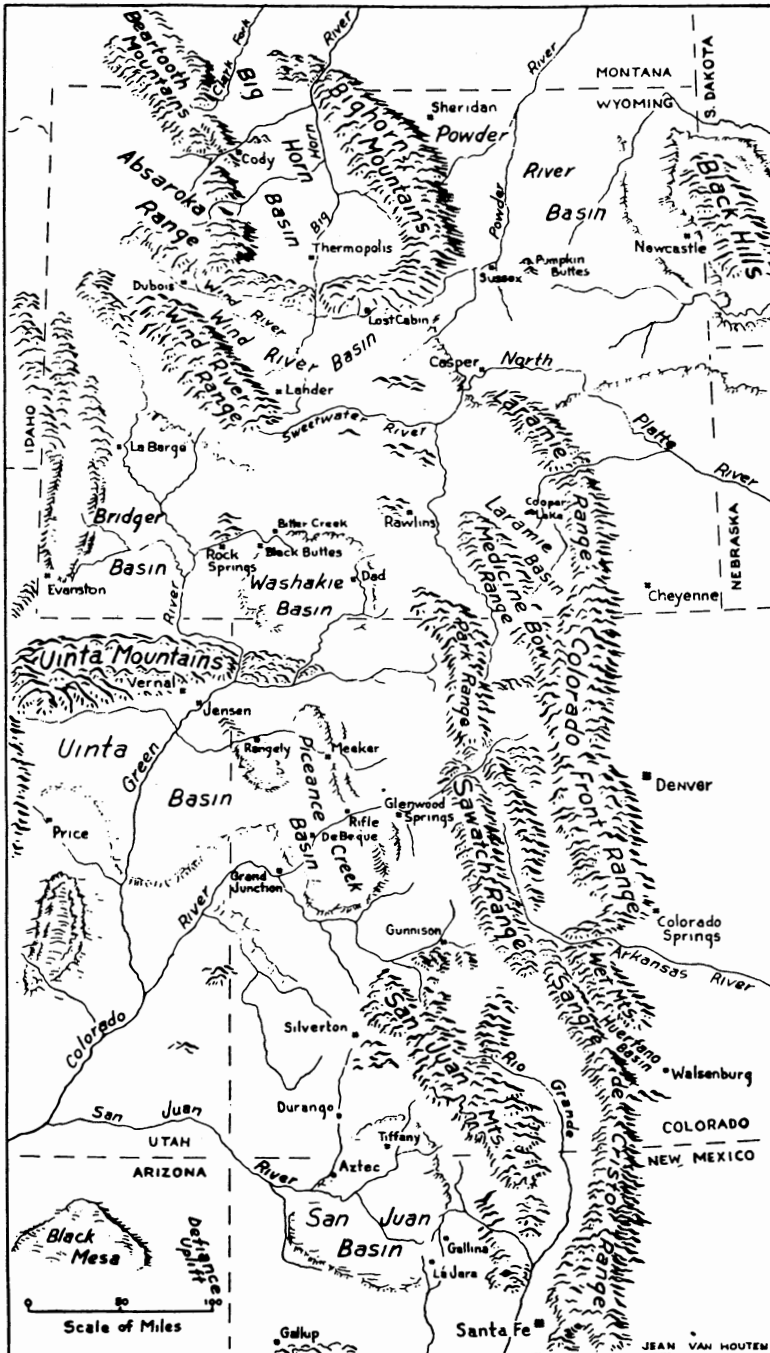 Beartooth
Mountains
Clark Fork
Big
River
River
MONTANA
WYOMING
S. DAKOTA
Bighorn
Mountains
Sheridan
Powder
River
Basin
Powder
Black Hills
Newcastle
Cody
Absaroka
Range
Horn
Basin
Horn
Big
Thermopolis
Sussex
Pumpkin
Buttes
Dubois
Wind River
Wind
River
Basin
Lost Cabin
Wind River
Range
Lander
Casper
North
Platte
River
Sweetwater River
IDAHO
La Barge
Laramie
Range
Cooper
Lake
Laramie
Basin
Medicine Bow
Range
NEBRASKA
Bridger
Basin
Bitter Creek
Rock
Springs
Black Buttes
Rawlins
Washakie
Basin
Dad
Evanston
River
Cheyenne
Uinta Mountains
Vernal
Jensen
Park Range
Colorado Front Range
Uinta
Basin
Green
Rangely
Meeker
Piceance
Creek
Basin
Rifle
DeBeque
Glenwood
Springs
Sawatch Range
DENVER
Price
Grand
Junction
River
Colorado
Gunnison
Colorado
Springs
Arkansas
River
Wet Mts.
Huerfano
Basin
Sangre de Cristo Range
San Juan
Mts.
Silverton
Rio
Grande
Walsenburg
Durango
San Juan
River
UTAH
ARIZONA
COLORADO
NEW MEXICO
Tiffany
Aztec
San Juan
Basin
Black
Mesa
Defiance
Uplift
Gallina
La Jara
0 50 100
Scale of Miles
Gallup
Santa Fe
JEAN VAN HOUTEN